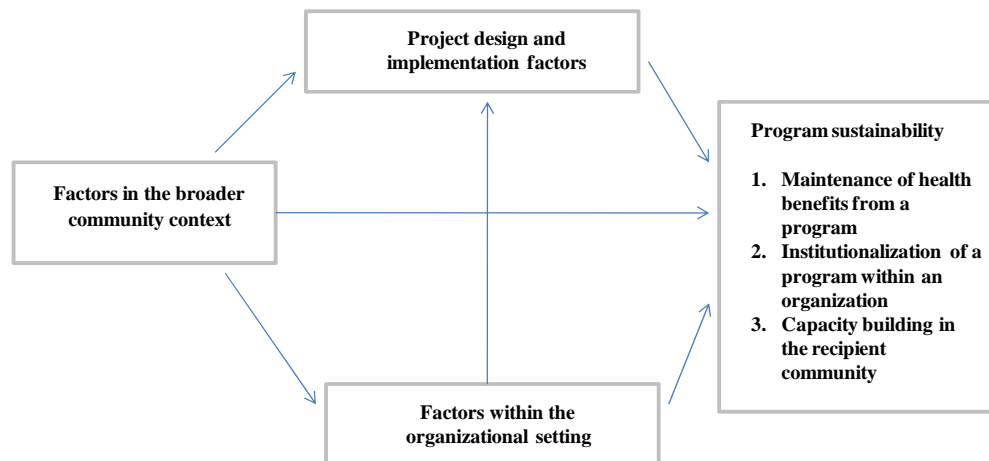 Project design and
implementation factors
Factors in the broader
community context
Program sustainability
1. Maintenance of health
benefits from a
program
2. Institutionalization of a
program within an
organization
3. Capacity building in
the recipient
community
Factors within the
organizational setting